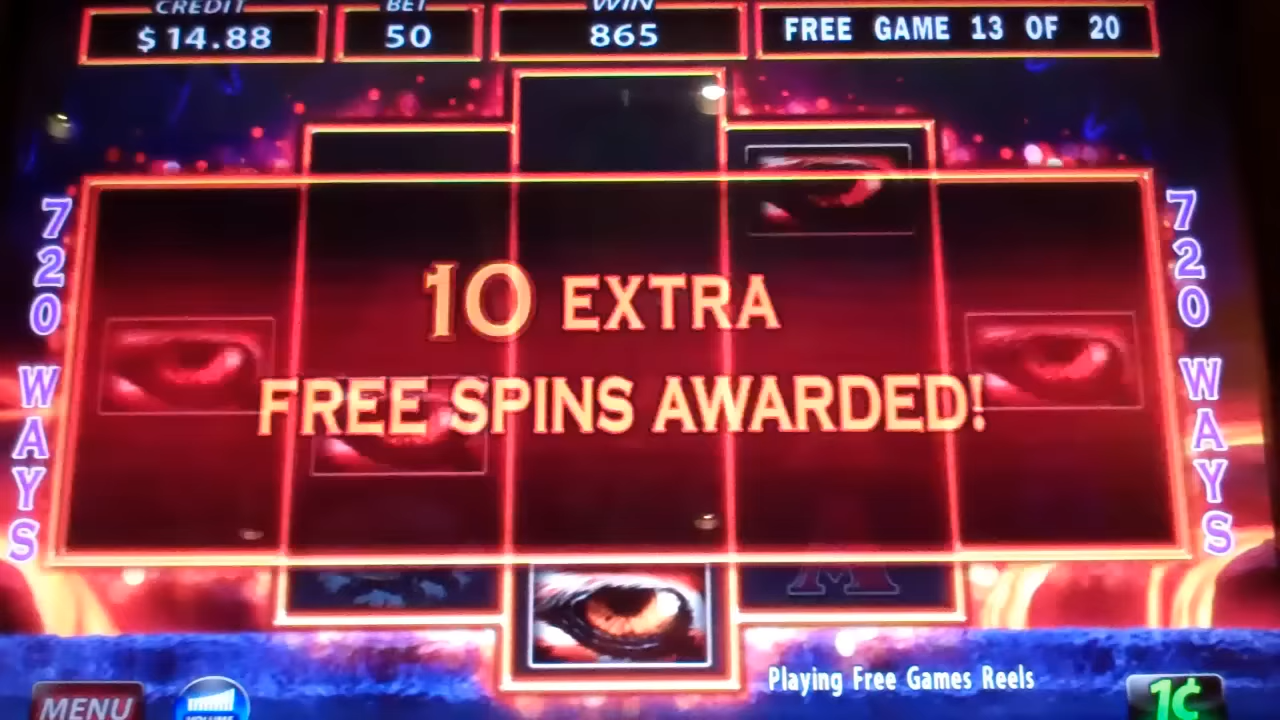 CREDIT
$14.88
BET
50
WIN
865
FREE GAME 13 OF 20
720 WAYS
720 WAYS
10 EXTRA
FREE SPINS AWARDED!
Playing Free Games Reels
MENU
VOLUME
1¢